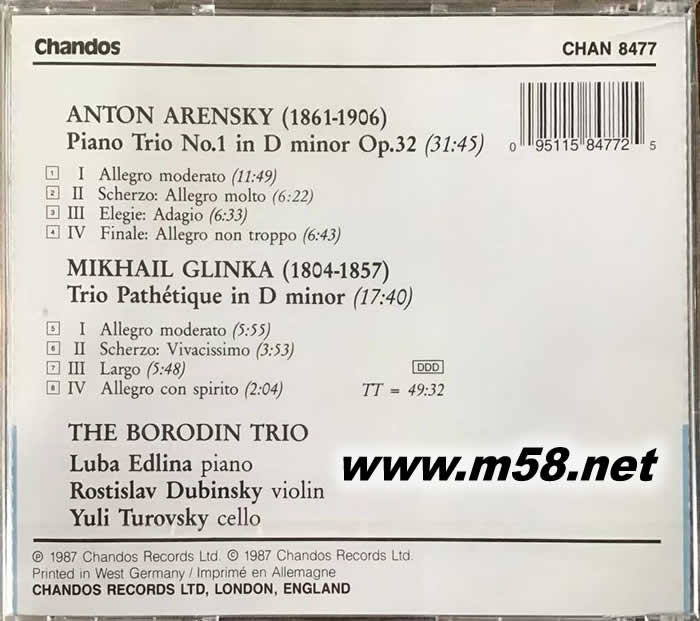 Chandos CHAN 8477
ANTON ARENSKY (1861-1906)
Piano Trio No.1 in D minor Op.32 (31:45)
0 95115 84772 5
1 I Allegro moderato (11:49)
2 II Scherzo: Allegro molto (6:22)
3 III Elegie: Adagio (6:33)
4 IV Finale: Allegro non troppo (6:43)
MIKHAIL GLINKA (1804-1857)
Trio Pathétique in D minor (17:40)
5 I Allegro moderato (5:55)
6 II Scherzo: Vivacissimo (3:53)
7 III Largo (5:48) DDD
8 IV Allegro con spirito (2:04) TT = 49:32
THE BORODIN TRIO
Luba Edlina piano
www.m58.net
Rostislav Dubinsky violin
Yuli Turovsky cello
℗ 1987 Chandos Records Ltd. © 1987 Chandos Records Ltd.
Printed in West Germany / Imprimé en Allemagne
CHANDOS RECORDS LTD, LONDON, ENGLAND